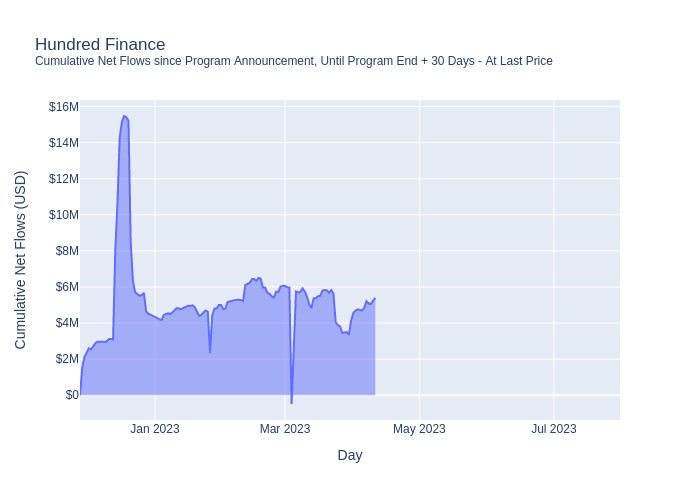 Hundred Finance
Cumulative Net Flows since Program Announcement, Until Program End + 30 Days - At Last Price
Cumulative Net Flows (USD)
$16M
$14M
$12M
$10M
$8M
$6M
$4M
$2M
$0
Jan 2023
Mar 2023
May 2023
Jul 2023
Day